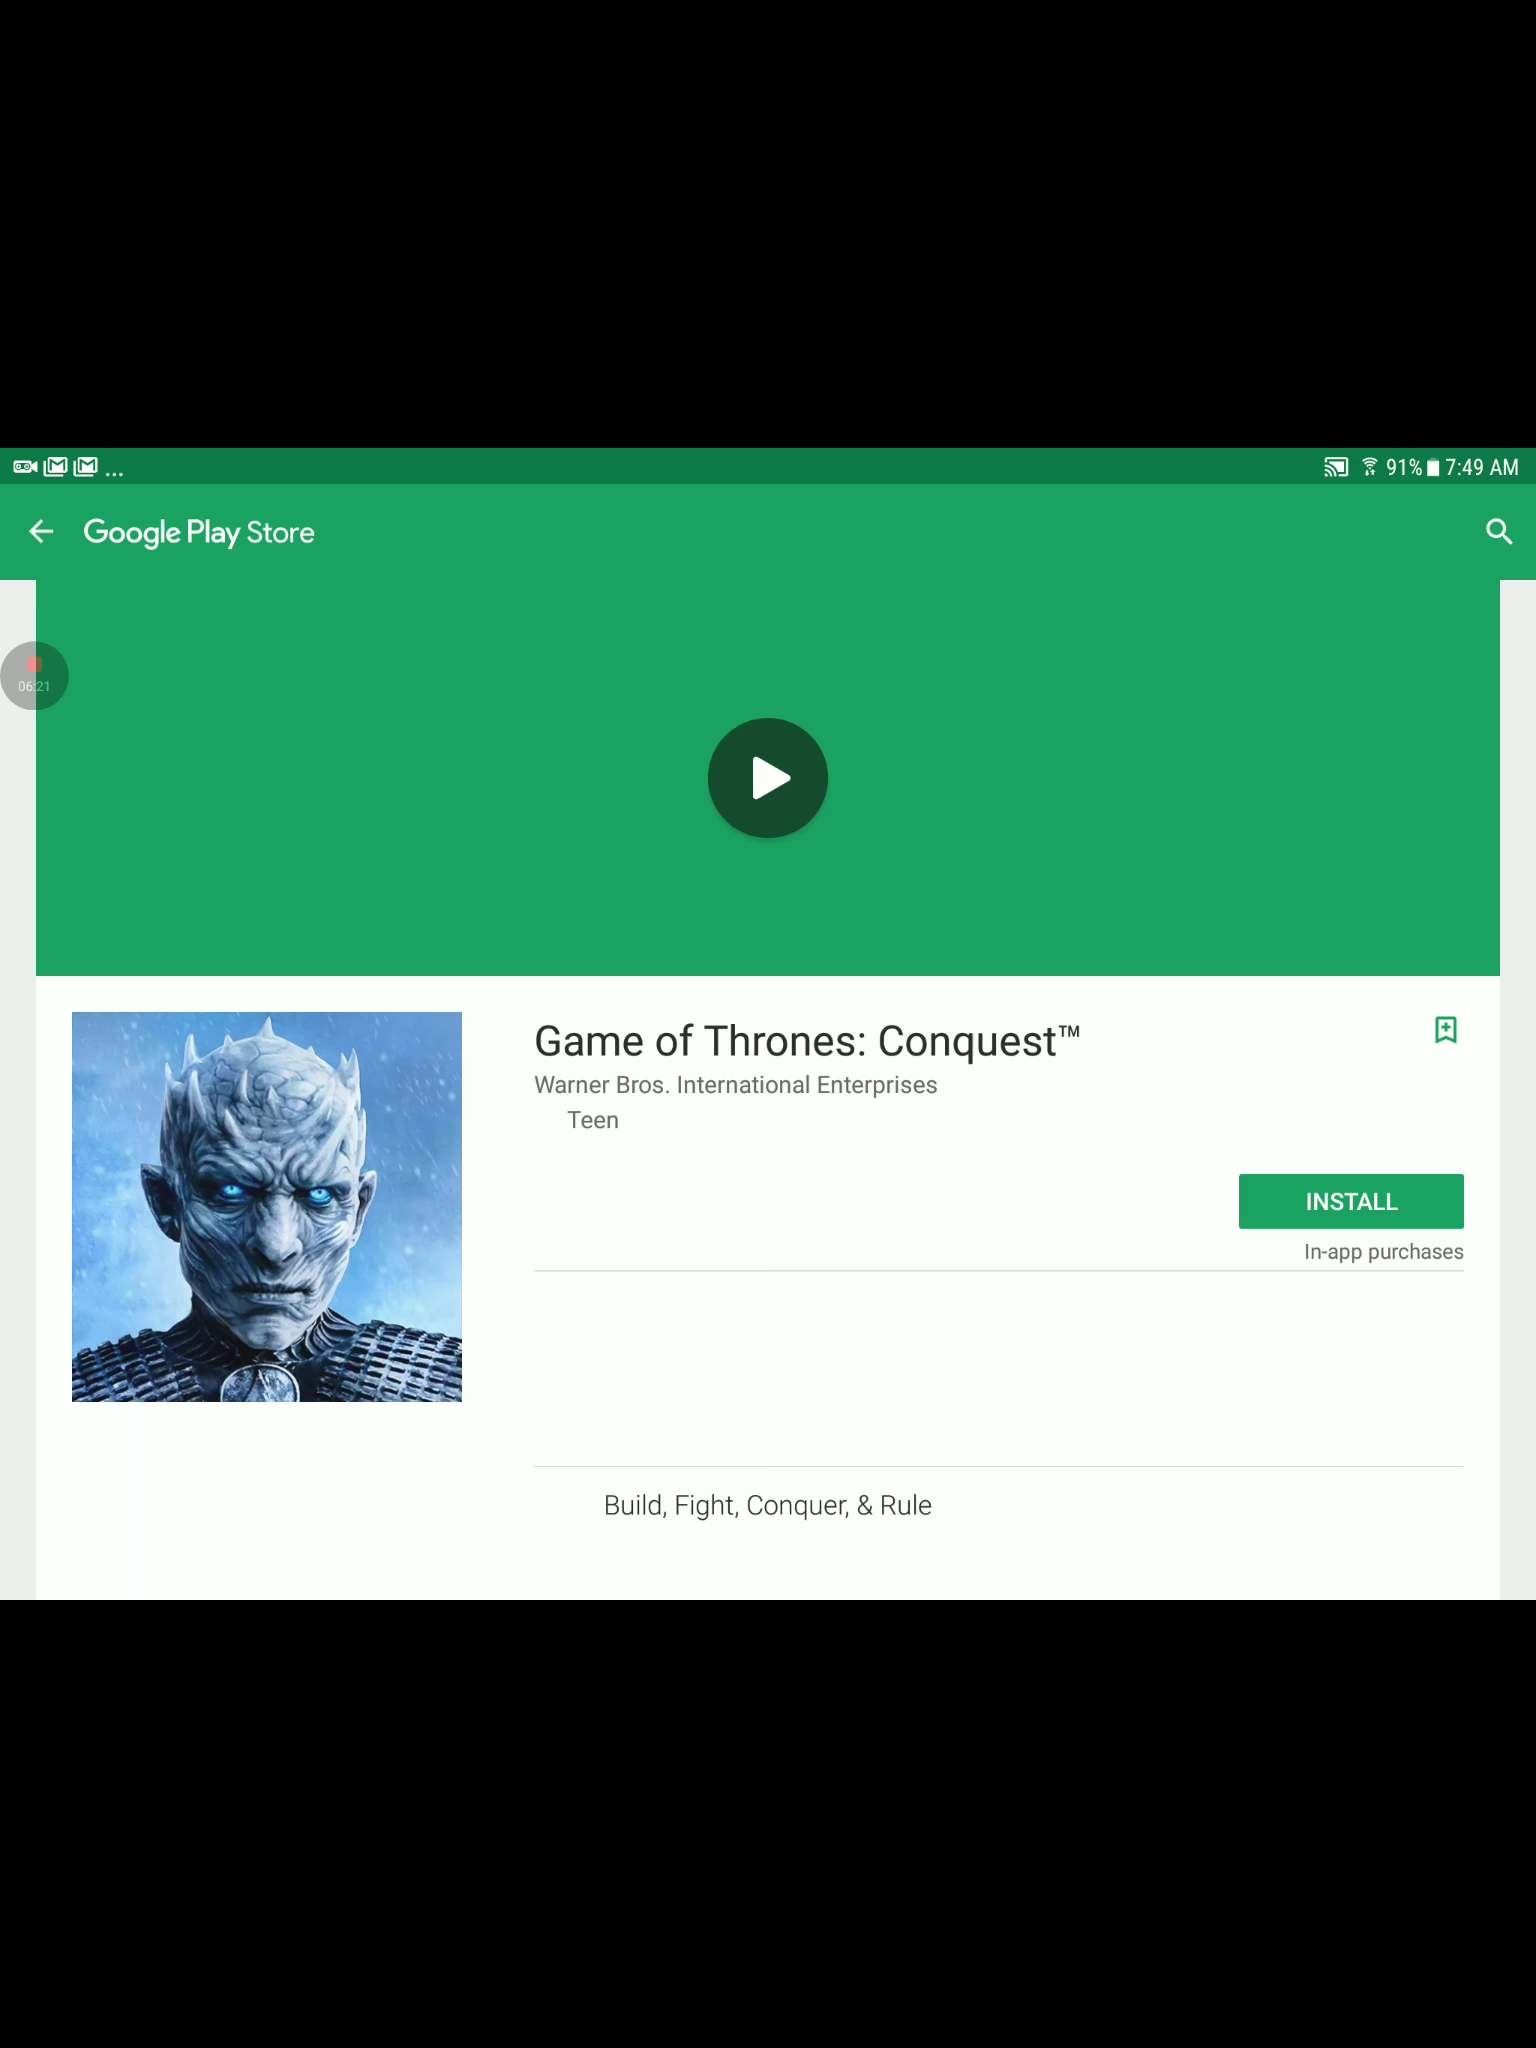 ... 91% 7:49 AM
Google Play Store
06:21
Game of Thrones: Conquest™
Warner Bros. International Enterprises
Teen
INSTALL
In-app purchases
Build, Fight, Conquer, & Rule